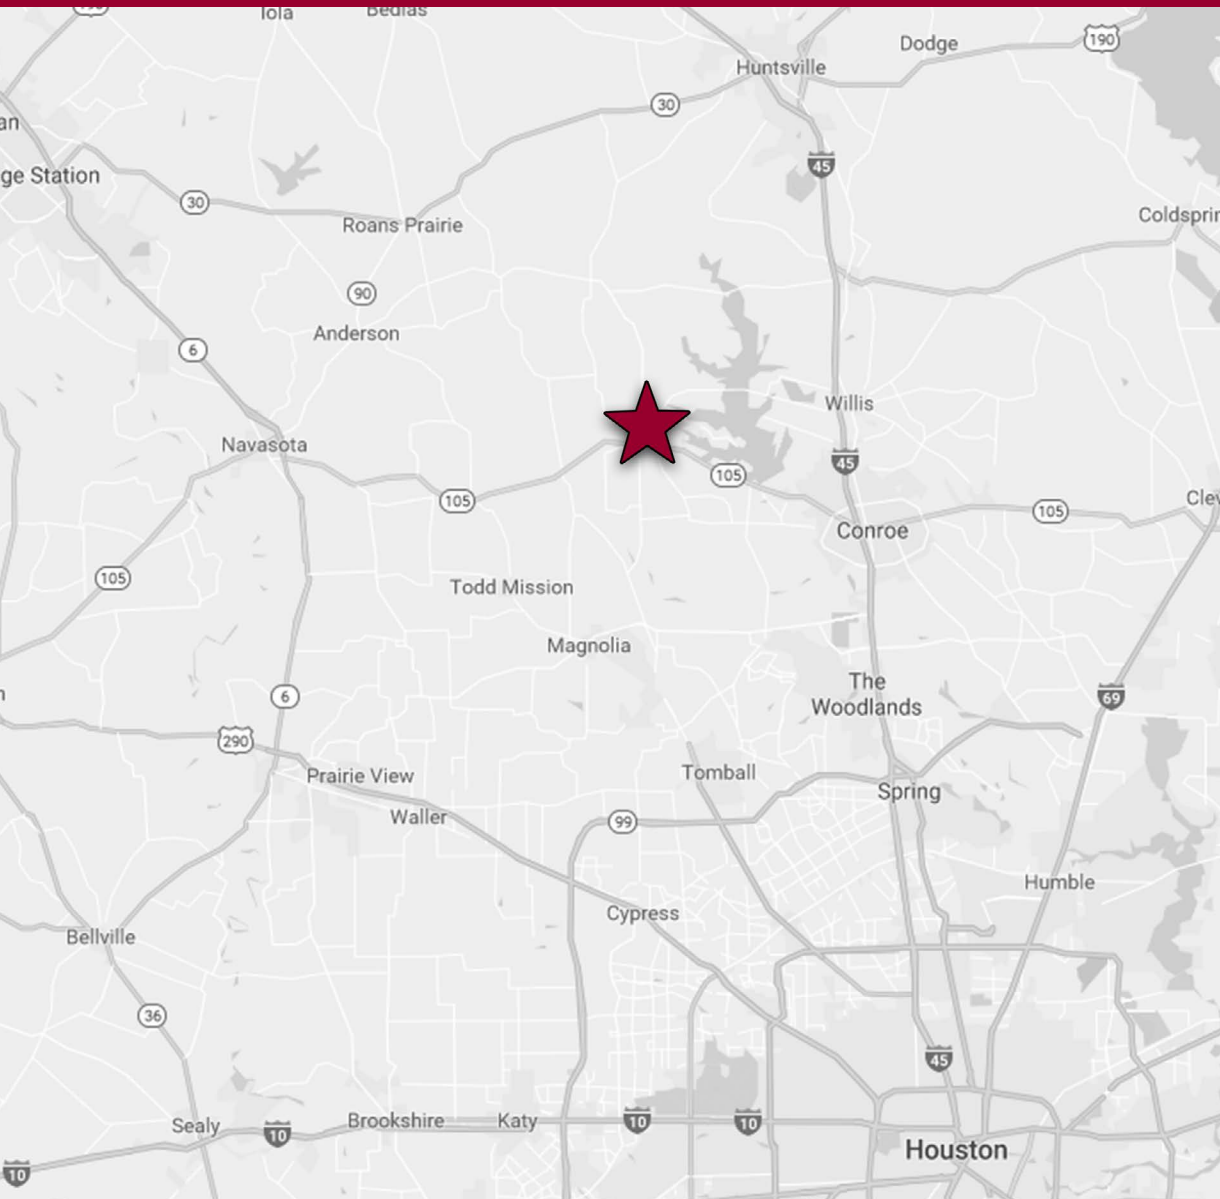 Iola
Bedias
Dodge
190
Huntsville
30
an
45
ge Station
30
Coldsprin
Roans Prairie
90
Anderson
6
Willis
Navasota
45
105
105
Clev
105
Conroe
105
Todd Mission
Magnolia
The
Woodlands
6
69
290
Prairie View
Tomball
Spring
Waller
99
Humble
Cypress
Bellville
36
45
Sealy
10
Brookshire
Katy
10
10
Houston
10